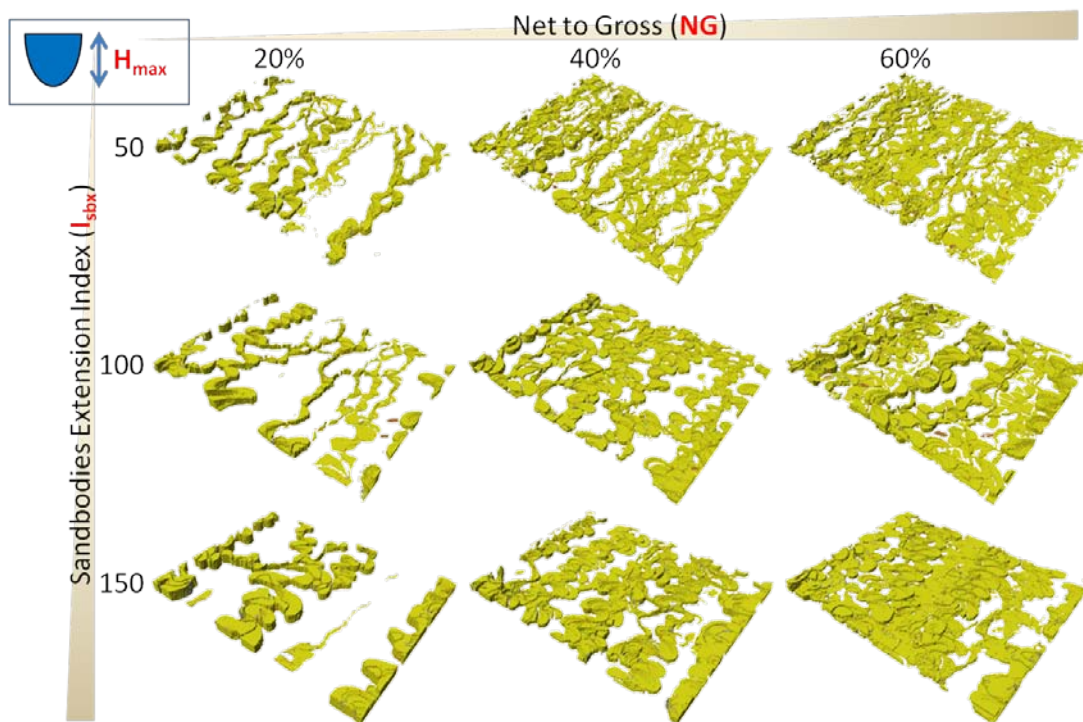 Net to Gross (NG)
Hmax
20%
40%
60%
Sandbodies Extension Index (Isbx)
50
100
150